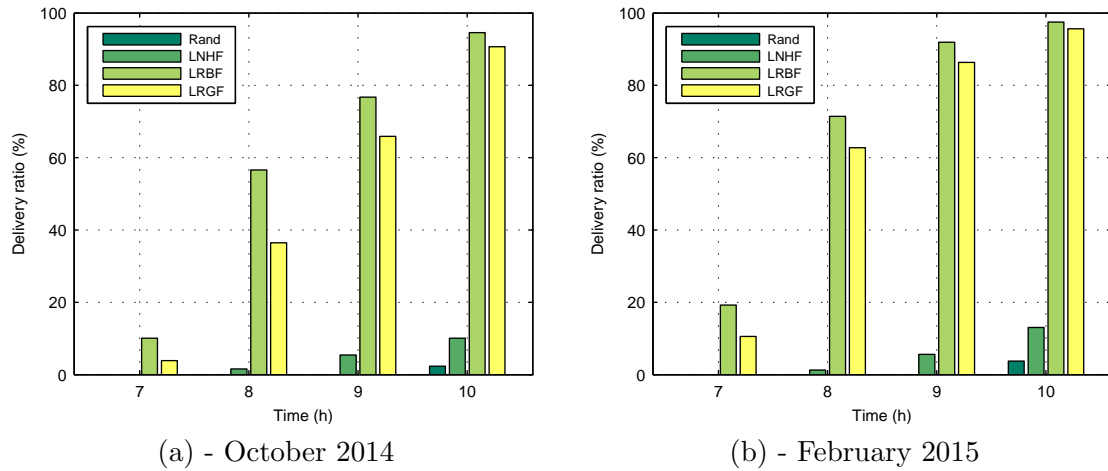 100
80
60
40
20
0
Delivery ratio (%)
Rand
LNHF
LRBF
LRGF
7 8 9 10
Time (h)
(a) - October 2014
100
80
60
40
20
0
Delivery ratio (%)
Rand
LNHF
LRBF
LRGF
7 8 9 10
Time (h)
(b) - February 2015